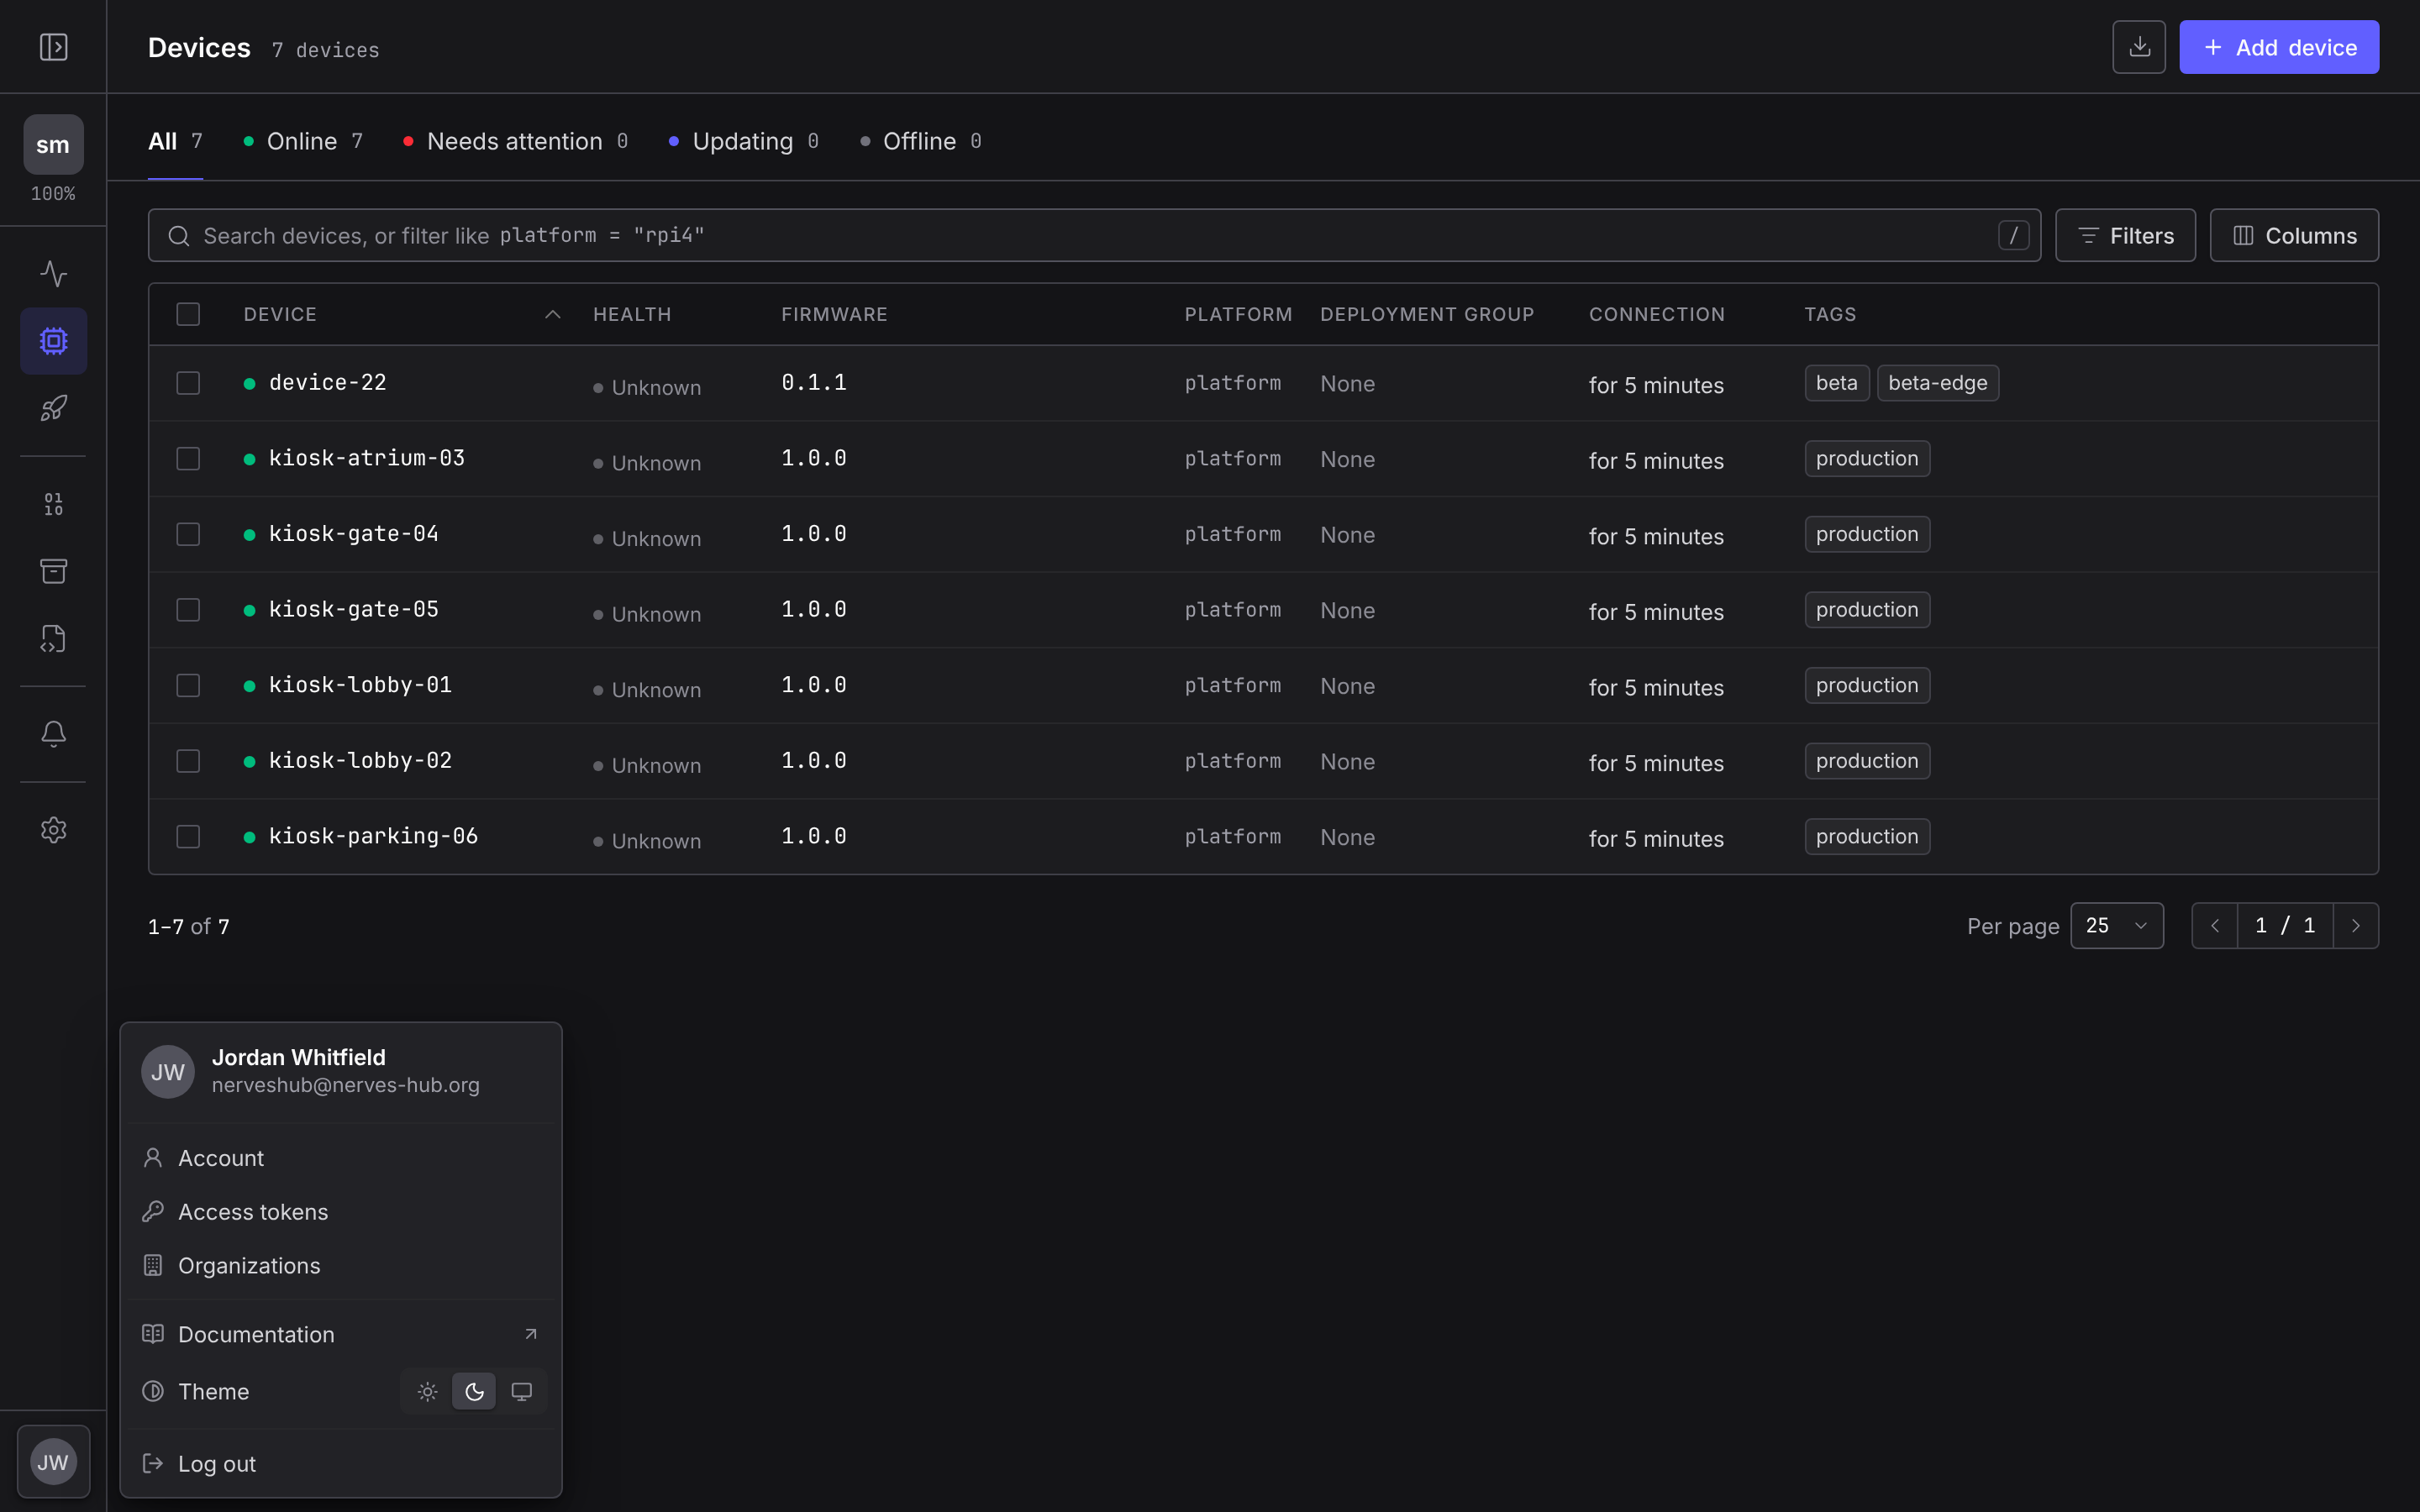 Devices 7 devices
Add device
sm
100%
All 7 Online 7 Needs attention 0 Updating 0 Offline 0
Search devices, or filter like platform = "rpi4" /
Filters
Columns
DEVICE HEALTH FIRMWARE PLATFORM DEPLOYMENT GROUP CONNECTION TAGS
device-22 Unknown 0.1.1 platform None for 5 minutes beta beta-edge
kiosk-atrium-03 Unknown 1.0.0 platform None for 5 minutes production
kiosk-gate-04 Unknown 1.0.0 platform None for 5 minutes production
kiosk-gate-05 Unknown 1.0.0 platform None for 5 minutes production
kiosk-lobby-01 Unknown 1.0.0 platform None for 5 minutes production
kiosk-lobby-02 Unknown 1.0.0 platform None for 5 minutes production
kiosk-parking-06 Unknown 1.0.0 platform None for 5 minutes production
1–7 of 7
Per page 25 1 / 1
JW
Jordan Whitfield
nerveshub@nerves-hub.org
Account
Access tokens
Organizations
Documentation
Theme
Log out
JW